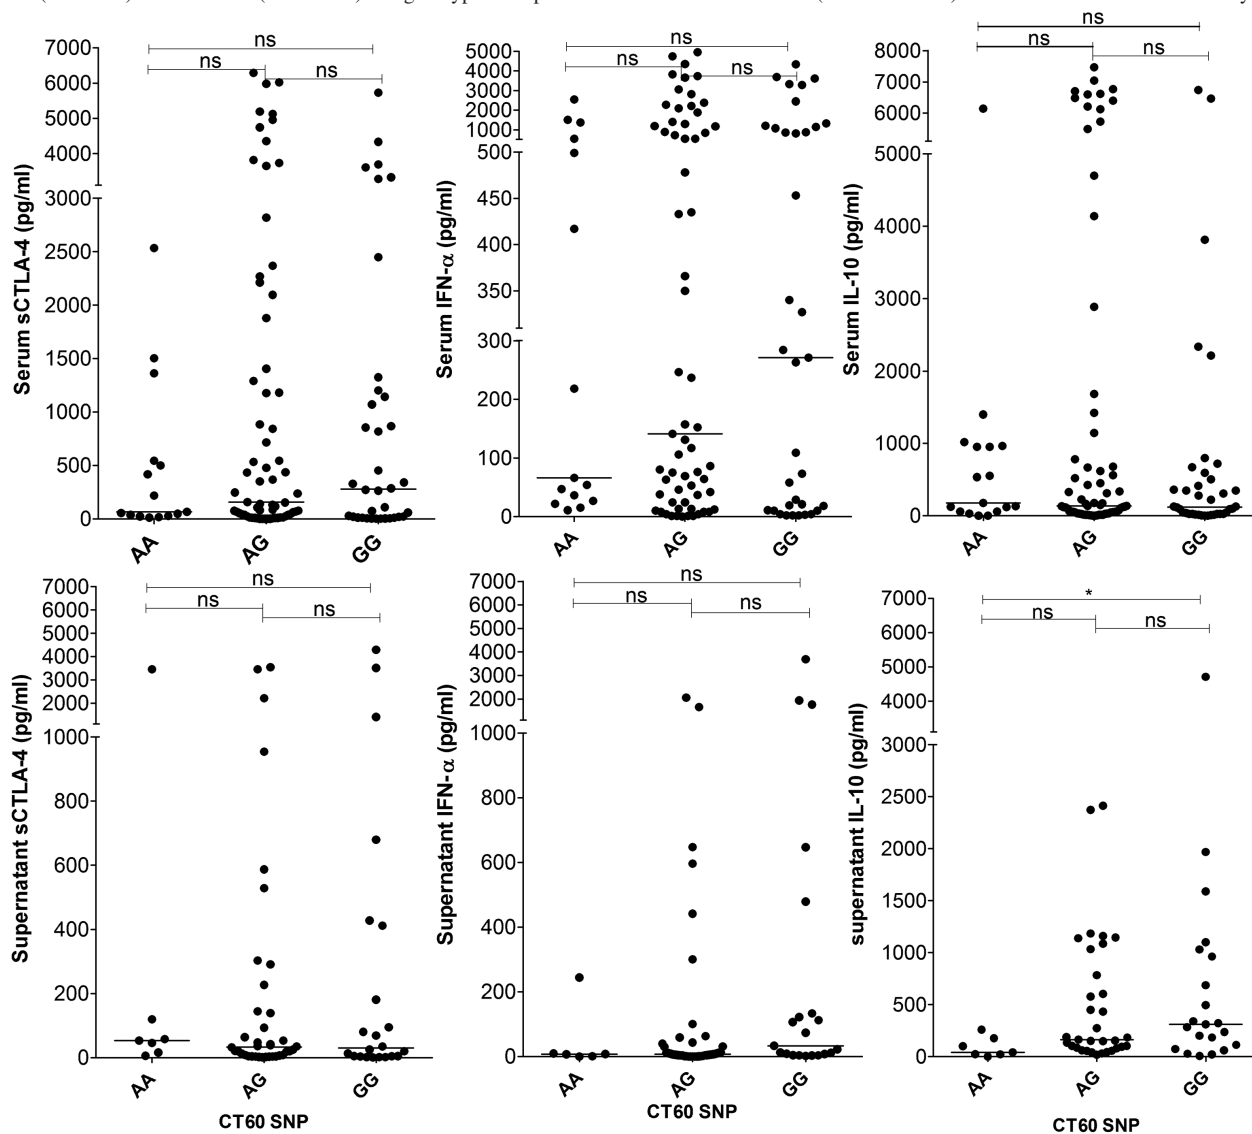 ns
ns
ns
7000
6000
5000
4000
3000
2500
2000
1500
1000
500
0
Serum sCTLA-4 (pg/ml)
AA
AG
GG
ns
ns
ns
5000
4000
3000
2000
1000
500
450
400
350
300
200
100
0
Serum IFN-α (pg/ml)
AA
AG
GG
ns
ns
ns
8000
7000
6000
5000
4000
3000
2000
1000
0
Serum IL-10 (pg/ml)
AA
AG
GG
ns
ns
ns
7000
6000
5000
4000
3000
2000
1000
800
600
400
200
0
Supernatant sCTLA-4 (pg/ml)
AA
AG
GG
CT60 SNP
ns
ns
ns
7000
6000
5000
4000
3000
2000
1000
800
600
400
200
0
Supernatant IFN-α (pg/ml)
AA
AG
GG
CT60 SNP
*
ns
ns
7000
6000
5000
4000
3000
2500
2000
1500
1000
500
0
supernatant IL-10 (pg/ml)
AA
AG
GG
CT60 SNP